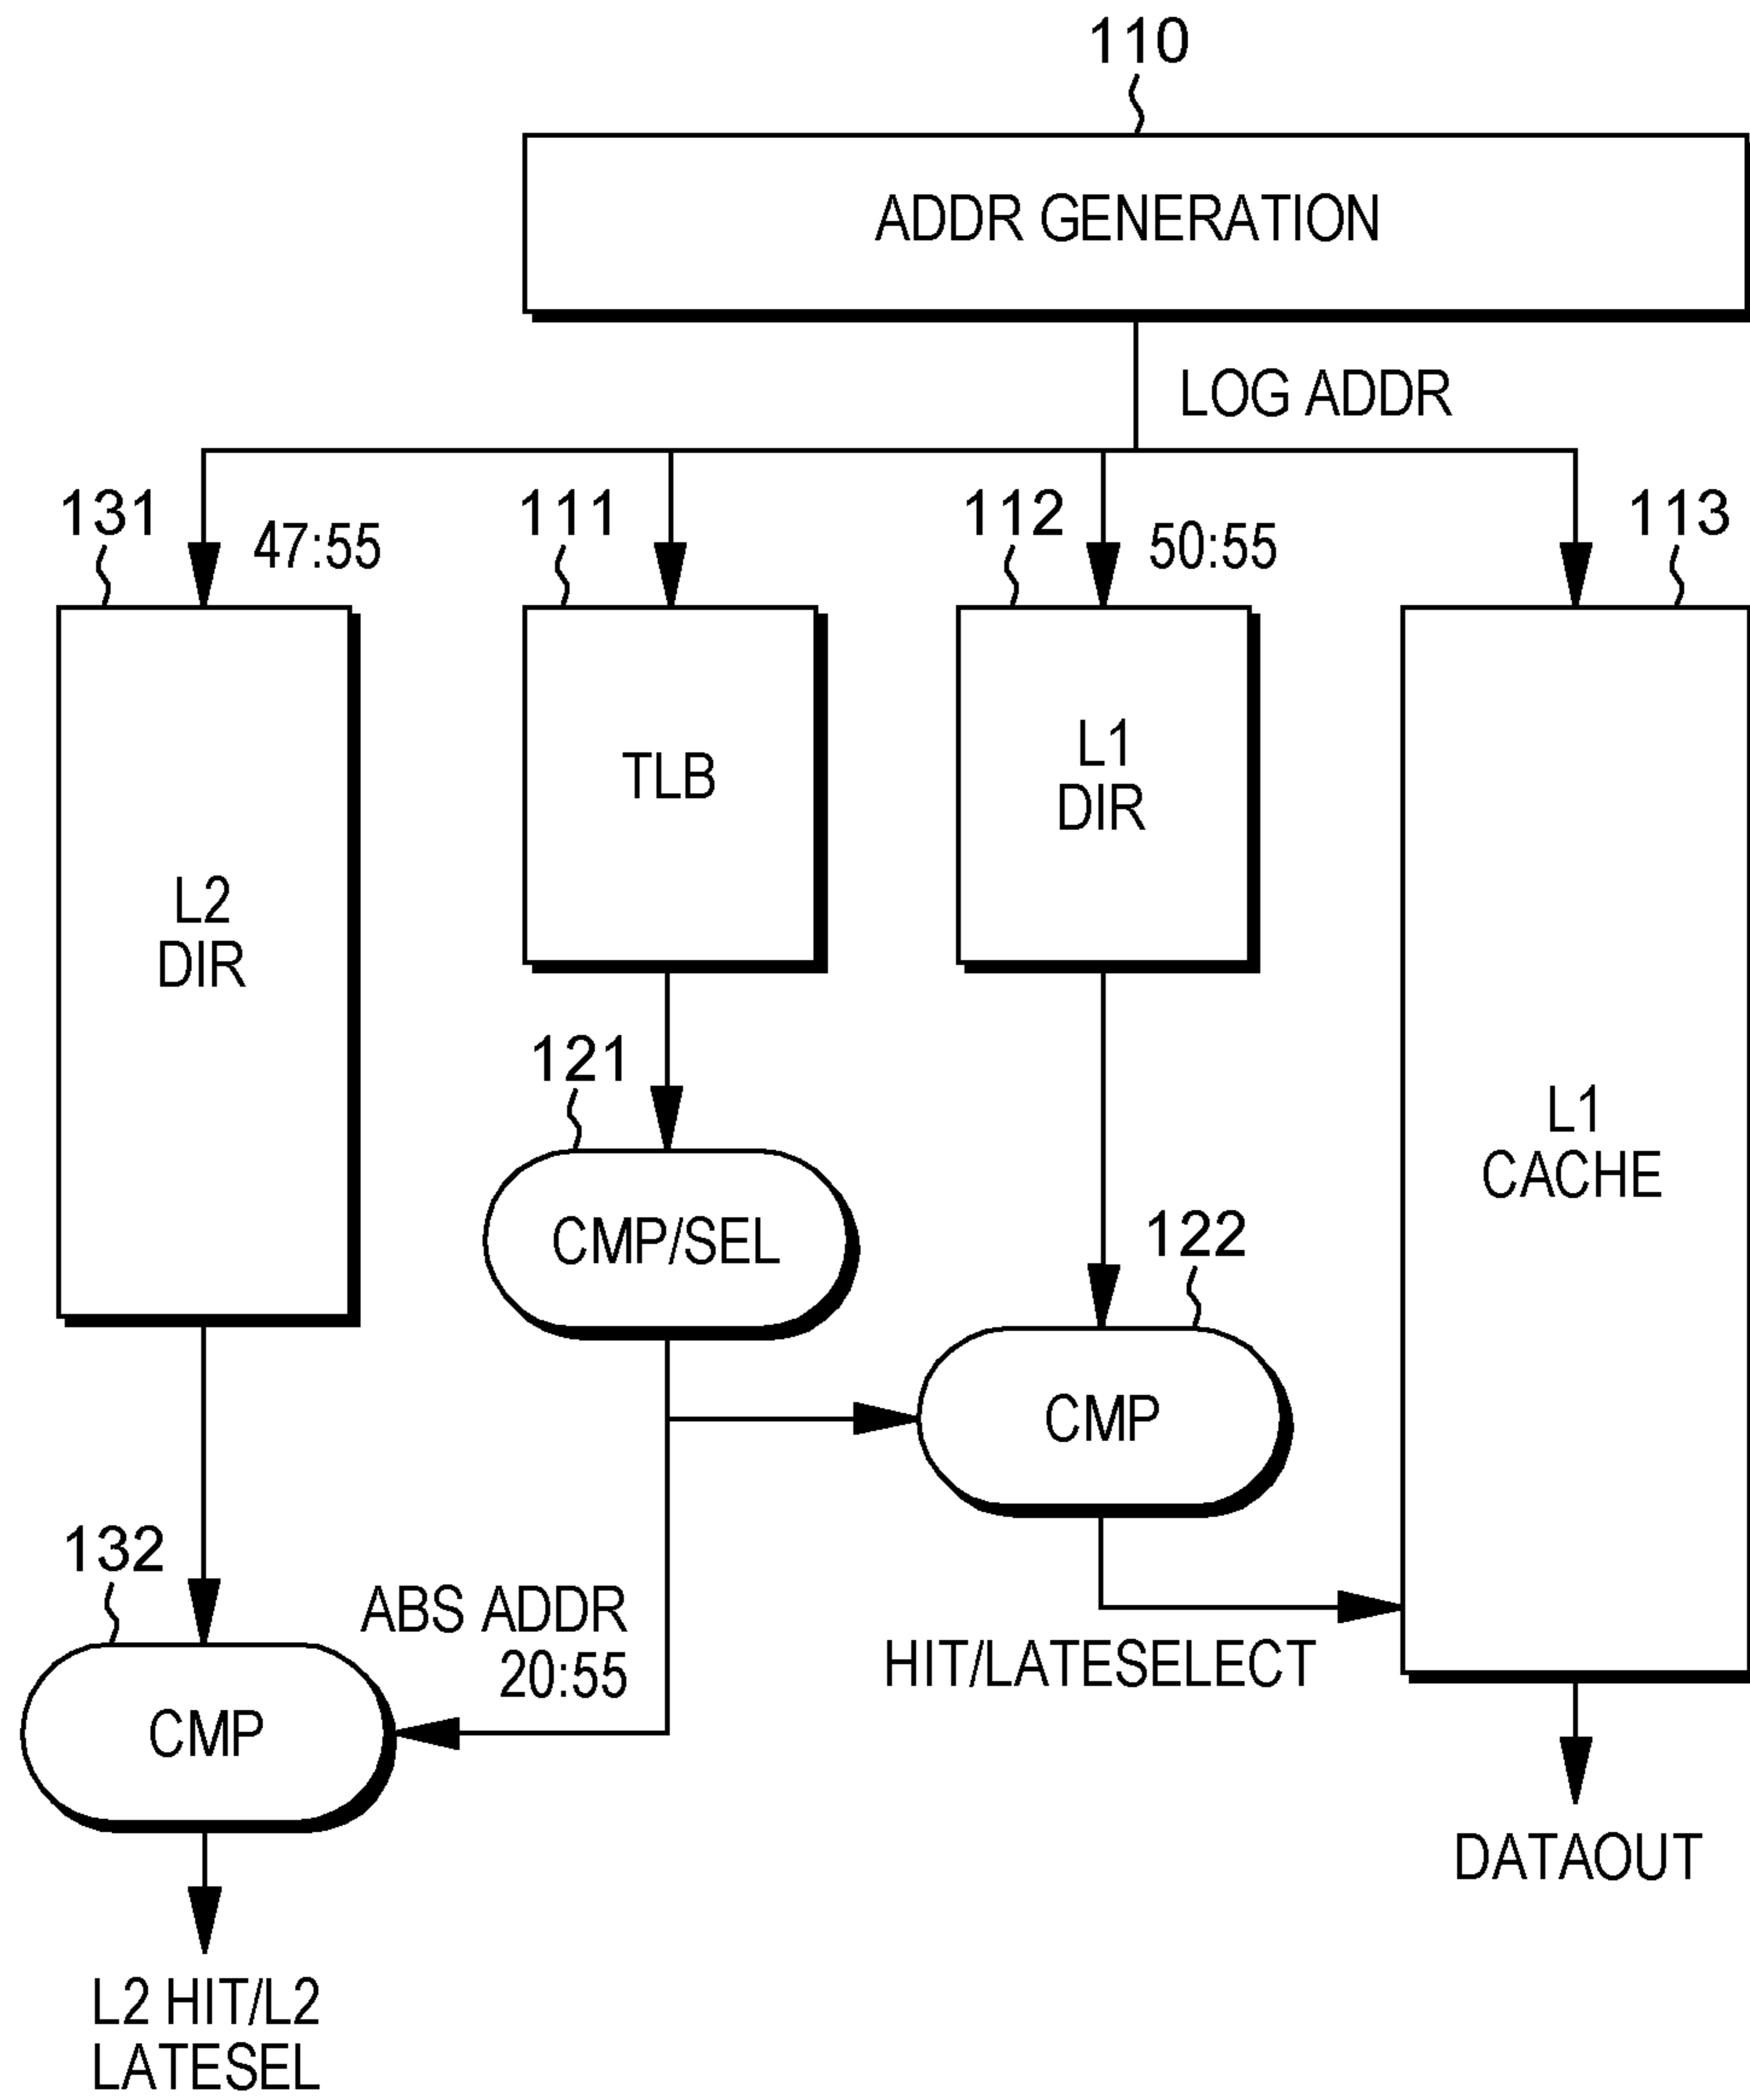 110
ADDR GENERATION
LOG ADDR
131
47:55
111
112
50:55
113
L2
DIR
TLB
L1
DIR
L1
CACHE
121
CMP/SEL
122
CMP
132
CMP
ABS ADDR
20:55
HIT/LATESELECT
DATAOUT
L2 HIT/L2
LATESEL